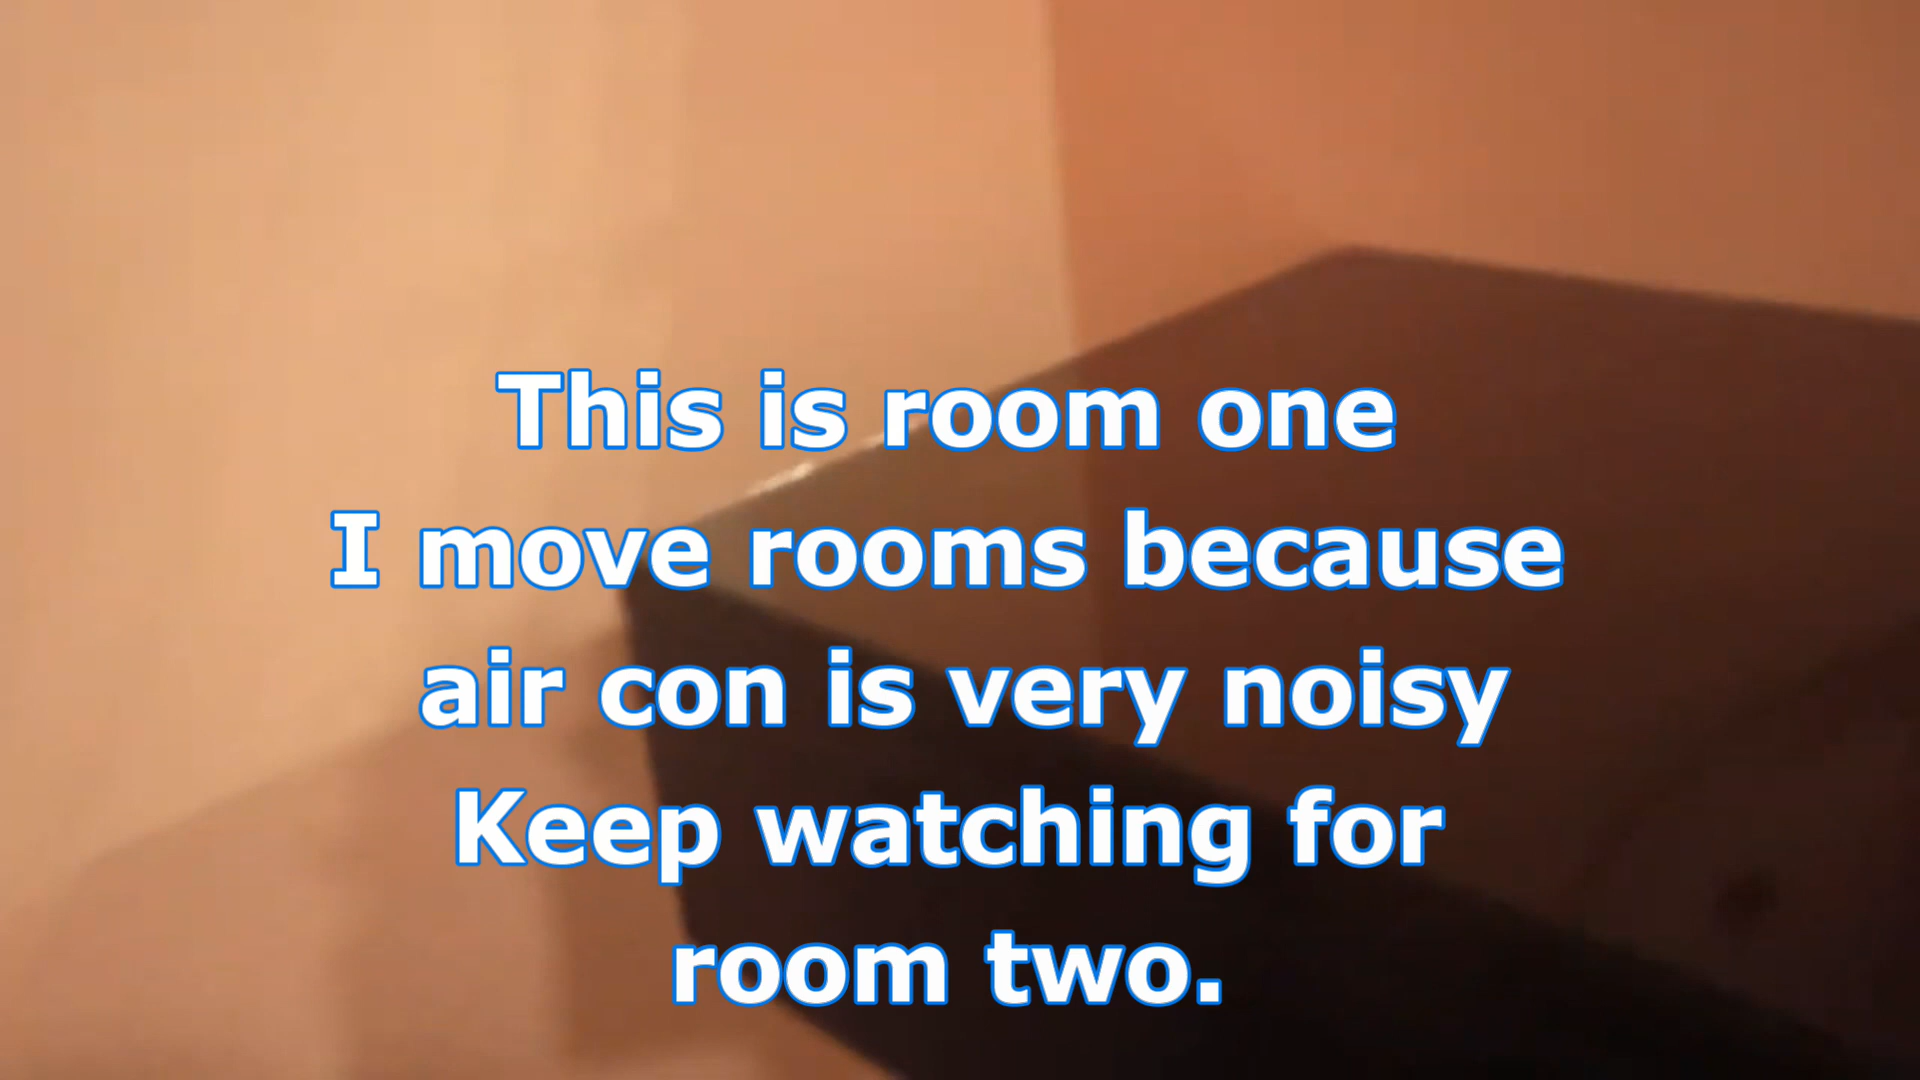 This is room one
I move rooms because
air con is very noisy
Keep watching for
room two.